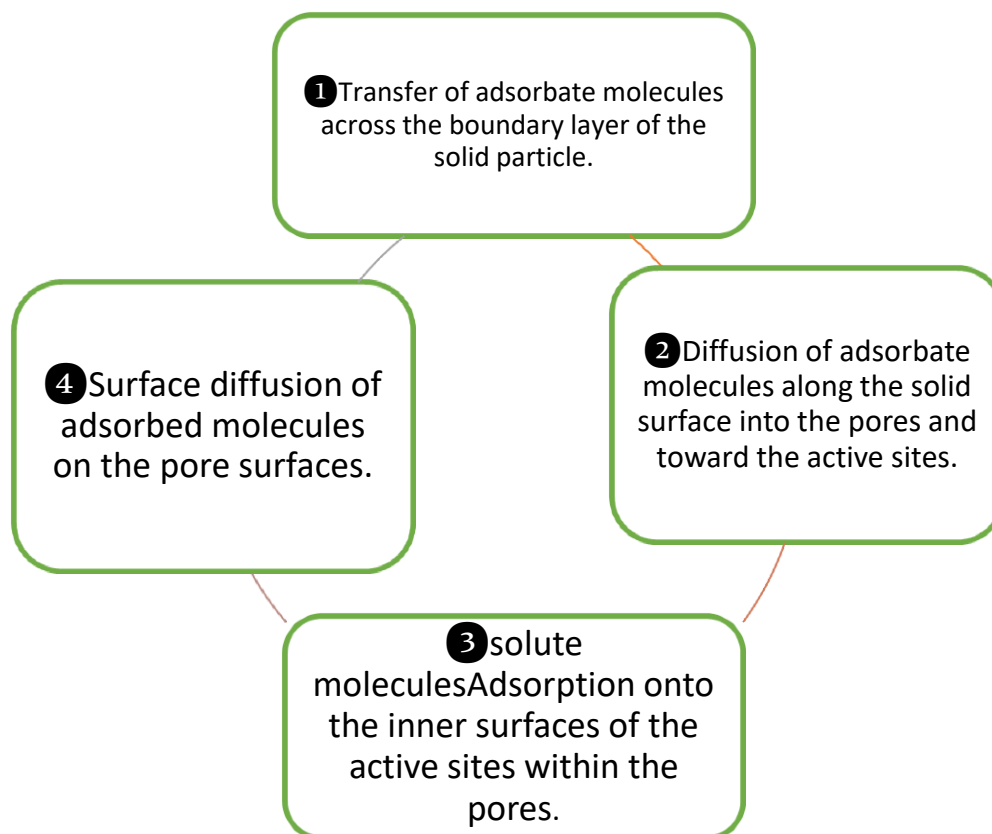 ❶Transfer of adsorbate molecules
across the boundary layer of the
solid particle.
❷Diffusion of adsorbate
molecules along the solid
surface into the pores and
toward the active sites.
❸solute
moleculesAdsorption onto
the inner surfaces of the
active sites within the
pores.
❹Surface diffusion of
adsorbed molecules
on the pore surfaces.